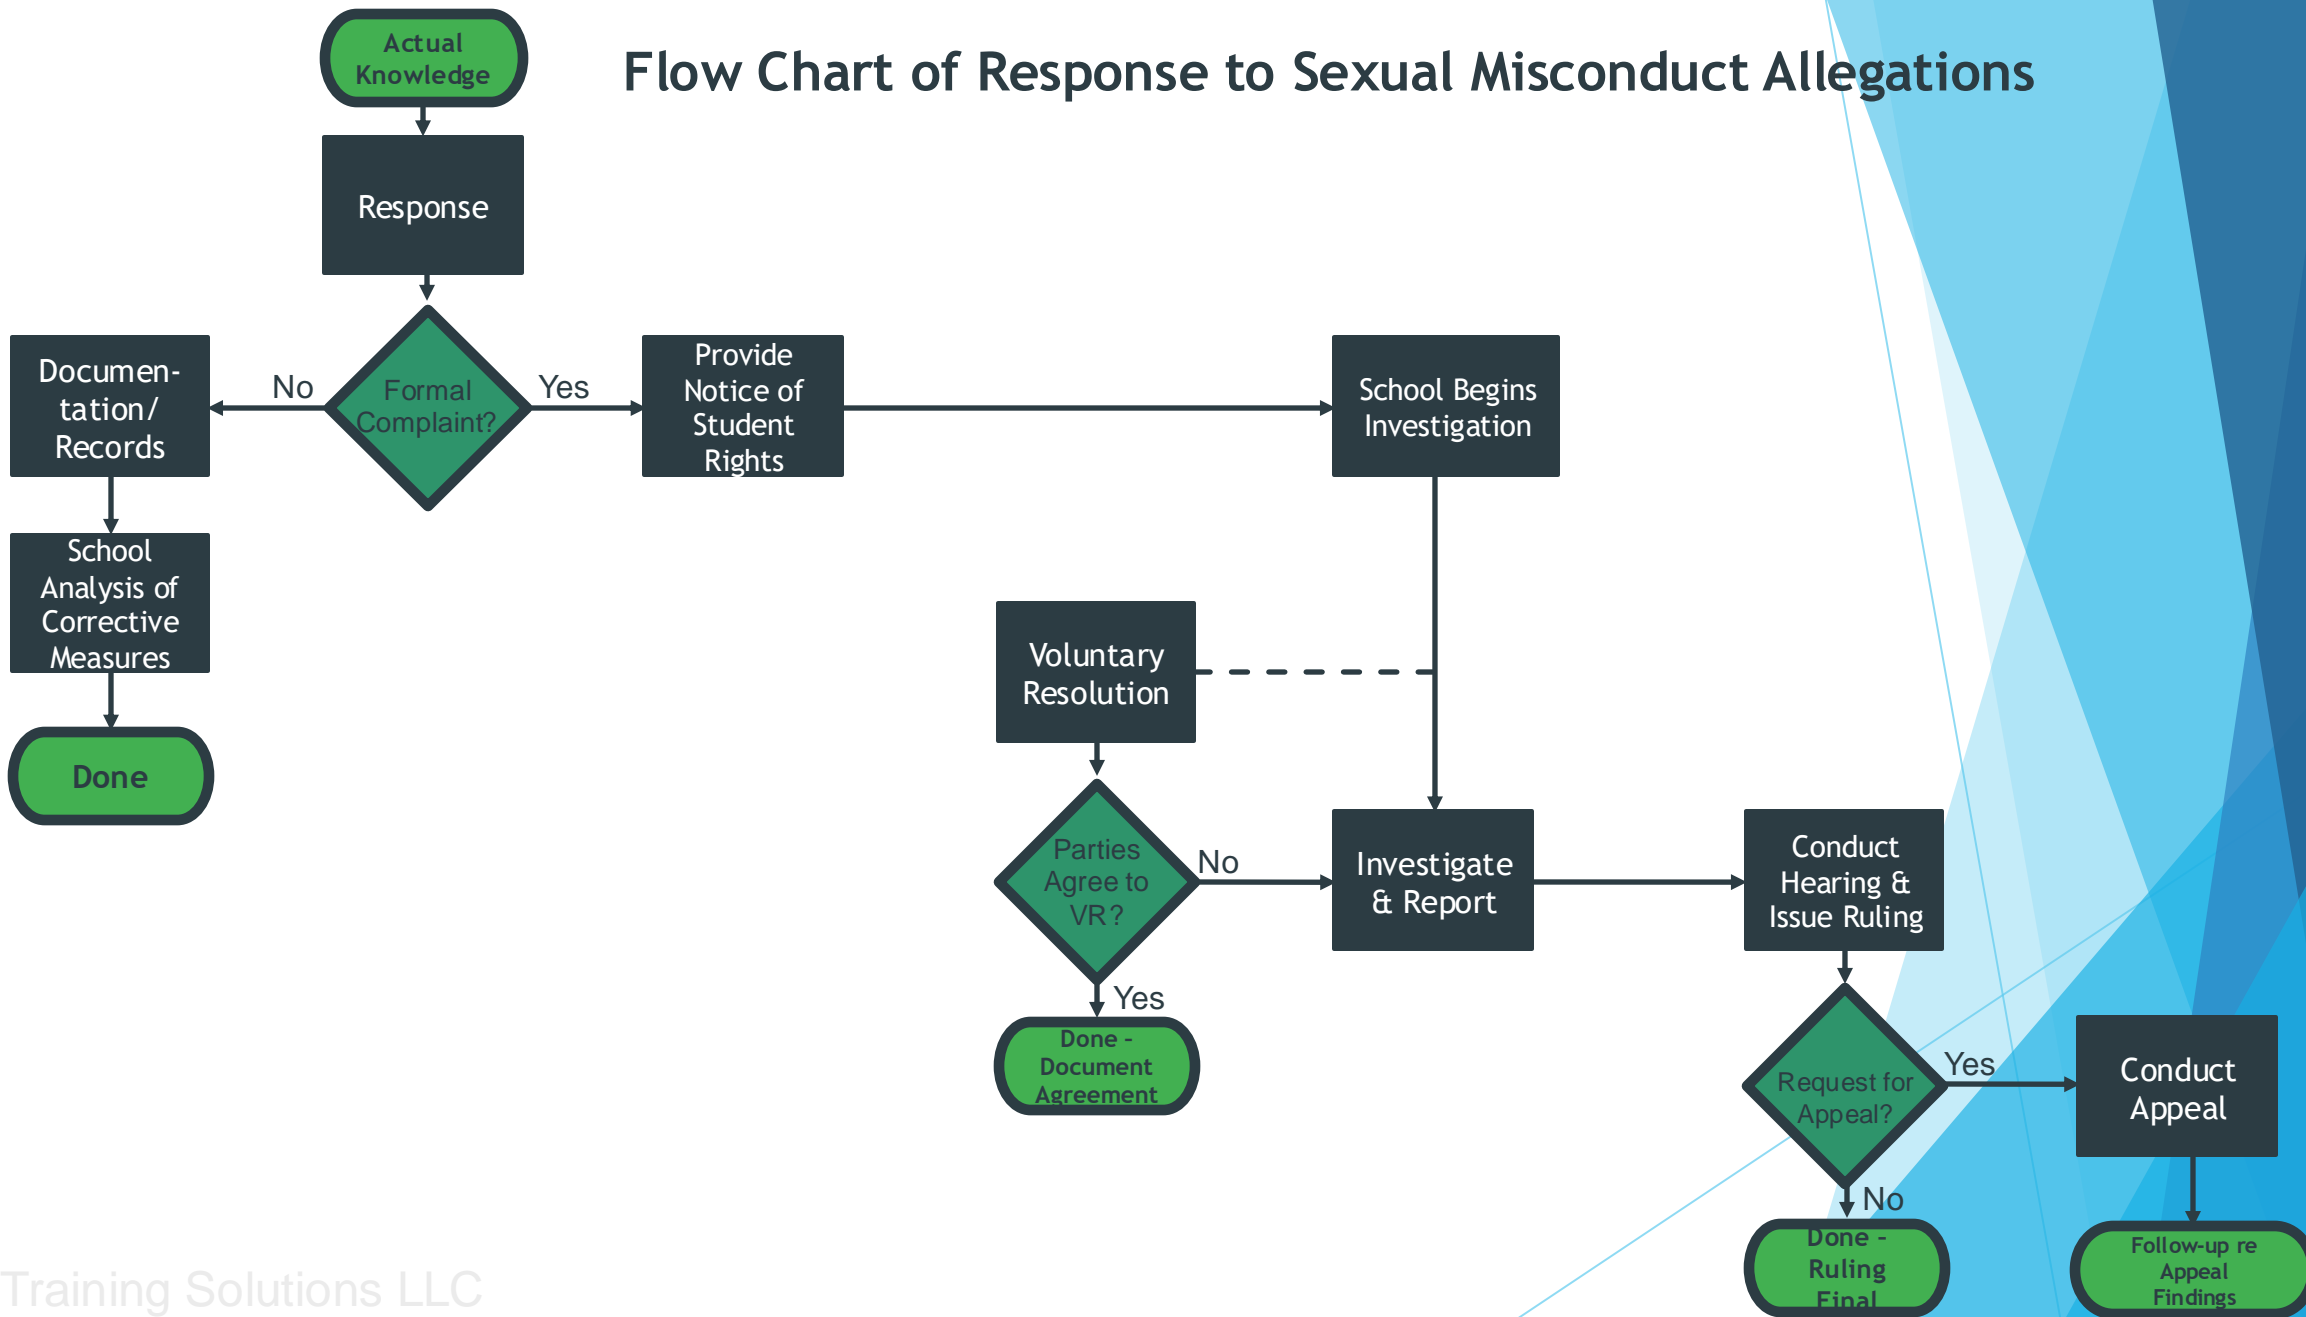 Flow Chart of Response to Sexual Misconduct Allegations
Actual
Knowledge
Response
Formal
Complaint?
No
Yes
Documen-
tation/
Records
School
Analysis of
Corrective
Measures
Done
Provide
Notice of
Student
Rights
School Begins
Investigation
Voluntary
Resolution
Parties
Agree to
VR?
No
Yes
Done -
Document
Agreement
Investigate
& Report
Conduct
Hearing &
Issue Ruling
Request for
Appeal?
Yes
No
Conduct
Appeal
Done -
Ruling
Final
Follow-up re
Appeal
Findings
Training Solutions LLC